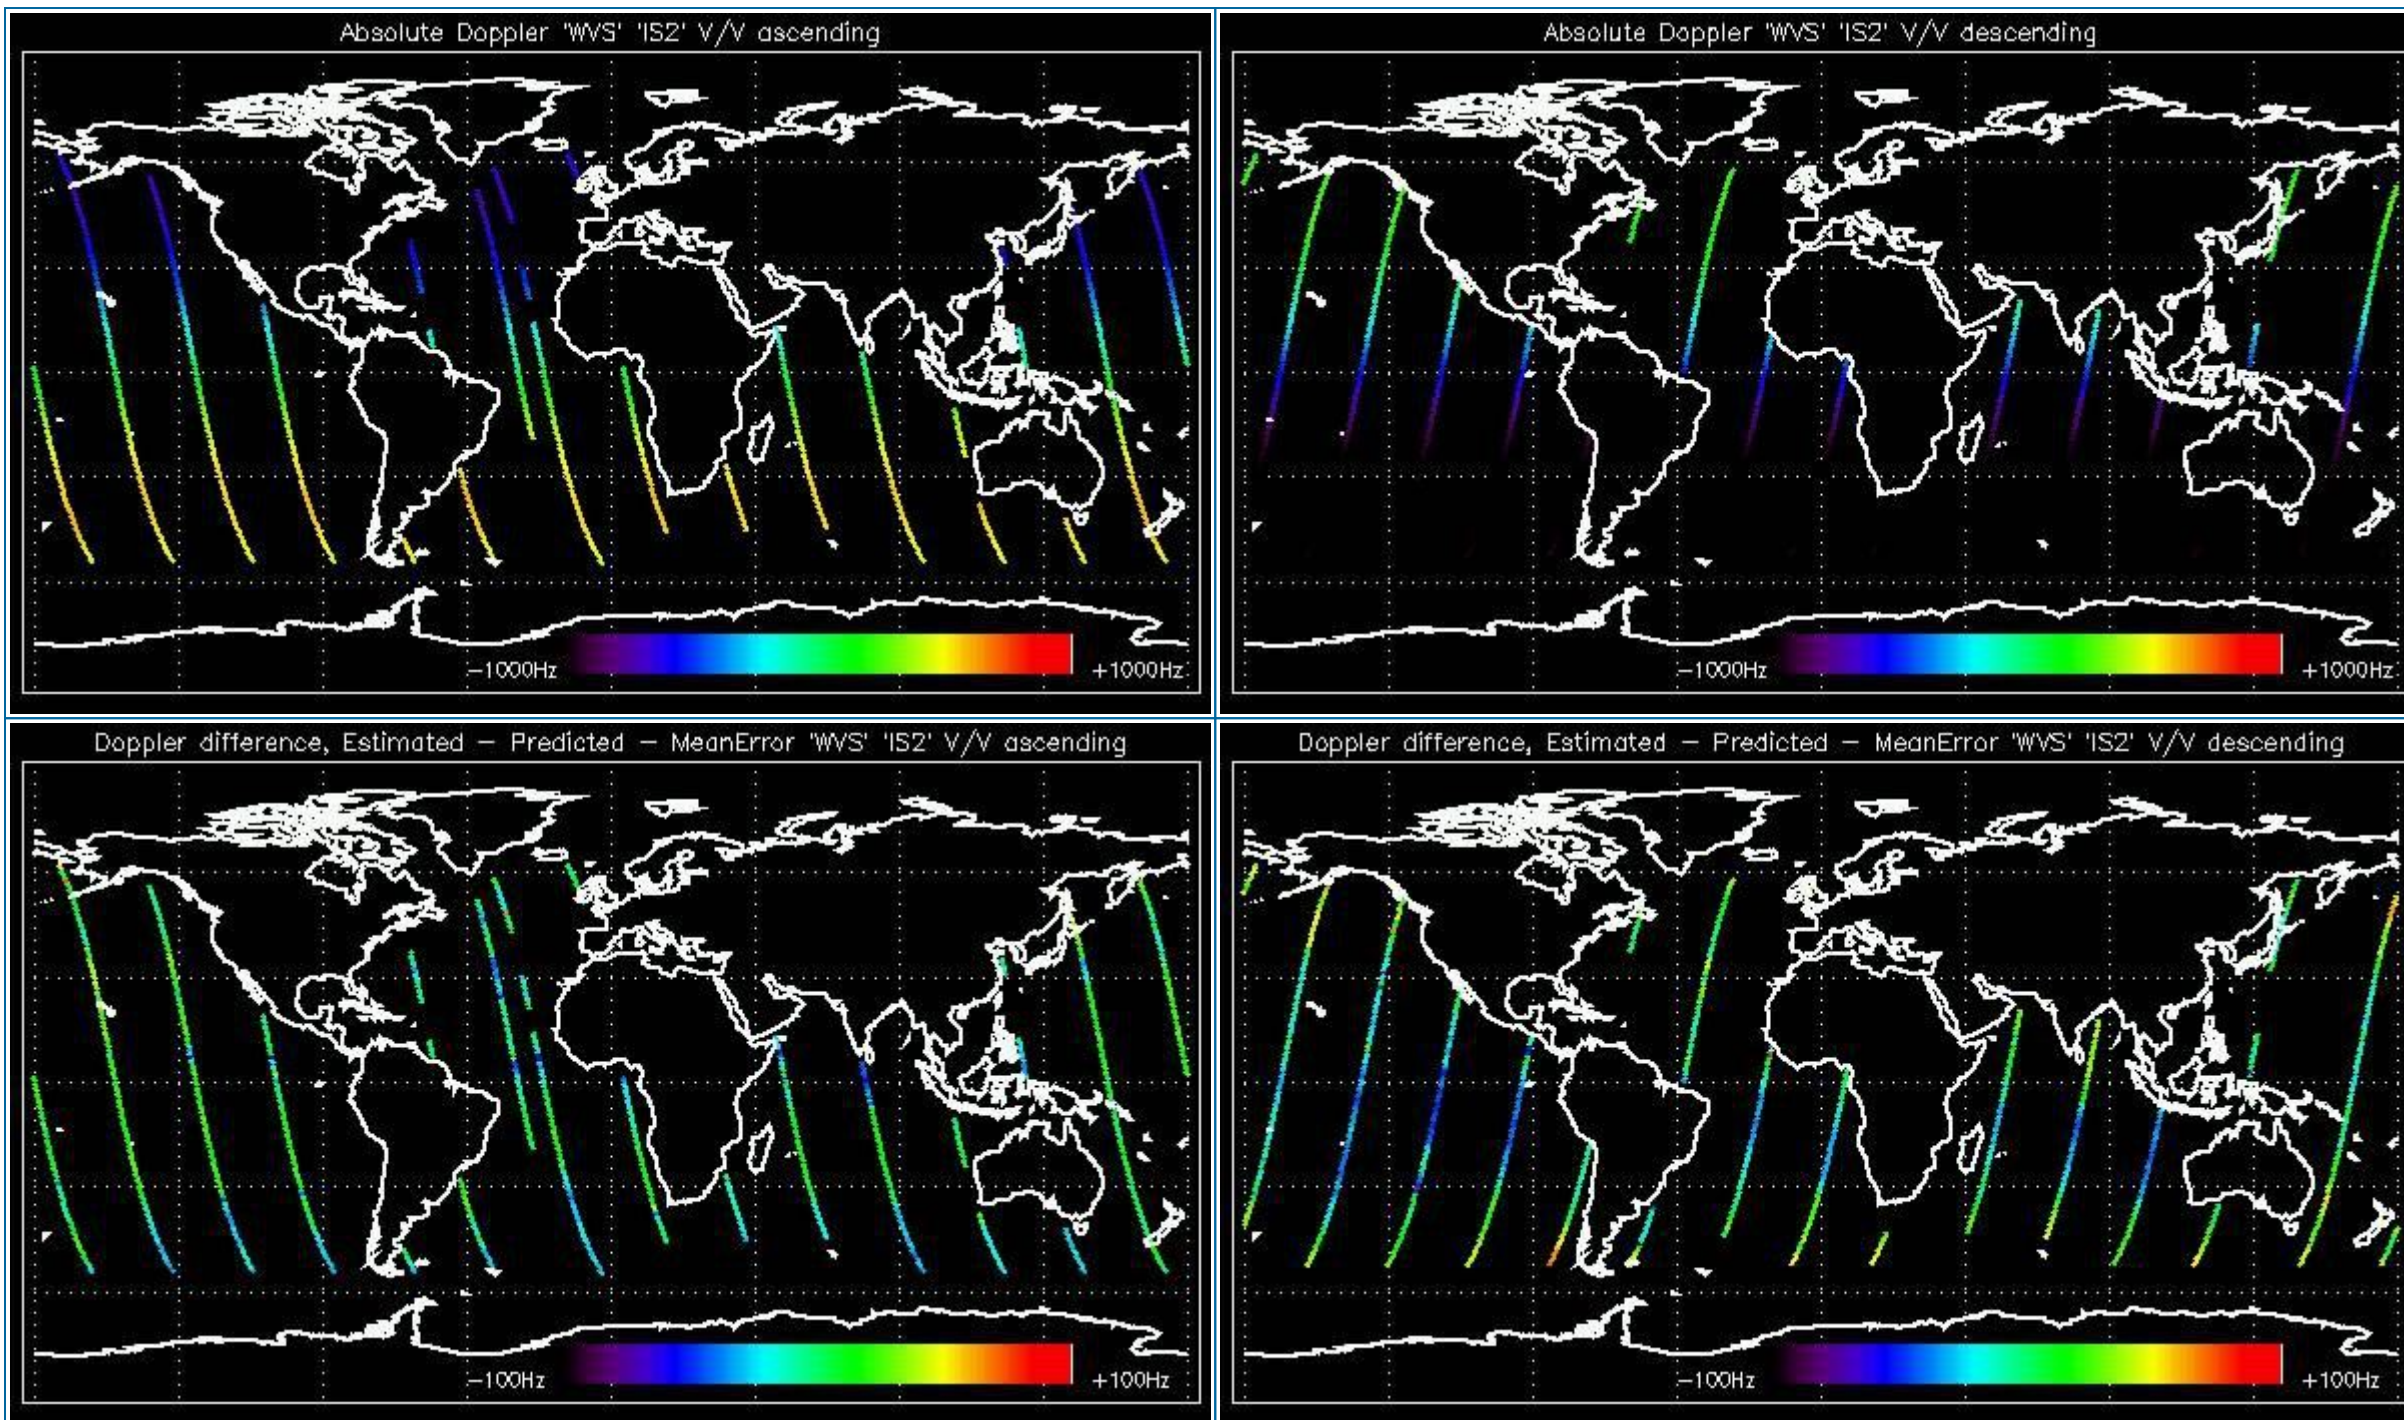 Absolute Doppler 'WVS' 'IS2' V/V ascending
-1000Hz
+1000Hz
Absolute Doppler 'WVS' 'IS2' V/V descending
-1000Hz
+1000Hz
Doppler difference, Estimated - Predicted - MeanError 'WVS' 'IS2' V/V ascending
-100Hz
+100Hz
Doppler difference, Estimated - Predicted - MeanError 'WVS' 'IS2' V/V descending
-100Hz
+100Hz